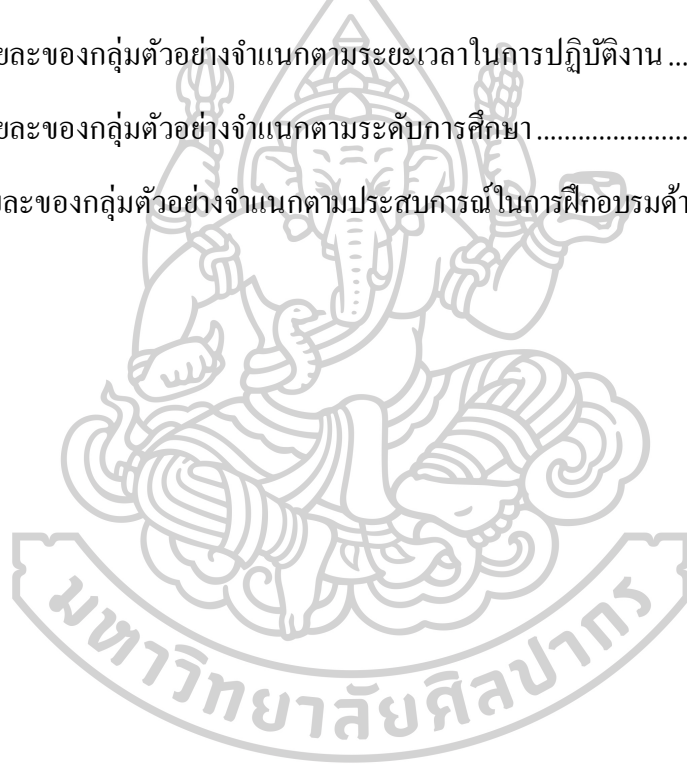 ยละของกลุ่มตัวอย่างจำแนกตามระยะเวลาในการปฏิบัติงาน ...
ยละของกลุ่มตัวอย่างจำแนกตามระดับการศึกษา.......................
ละของกลุ่มตัวอย่างจำแนกตามประสบการณ์ในการฝึกอบรมด้า
มหาวิทยาลัยศิลปากร